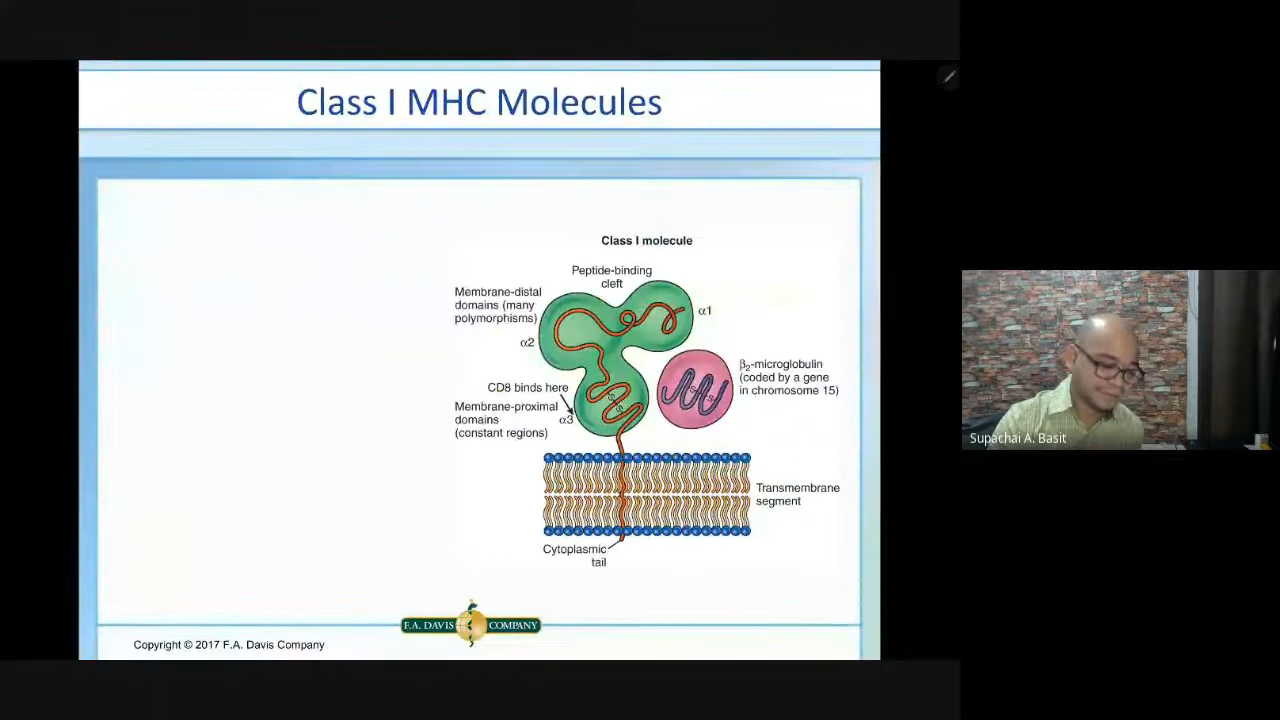 Class I MHC Molecules
Class I molecule
Peptide-binding
cleft
Membrane-distal
domains (many
polymorphisms)
α1
α2
β2-microglobulin
(coded by a gene
in chromosome 15)
CD8 binds here
Membrane-proximal
domains
(constant regions)
α3
S
S
S
S
Transmembrane
segment
Cytoplasmic
tail
F.A. DAVIS COMPANY
Copyright © 2017 F.A. Davis Company
Supachai A. Basit